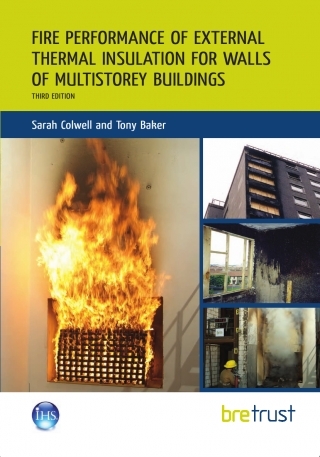 FIRE PERFORMANCE OF EXTERNAL
THERMAL INSULATION FOR WALLS
OF MULTISTOREY BUILDINGS
THIRD EDITION
Sarah Colwell and Tony Baker
IHS
bretrust